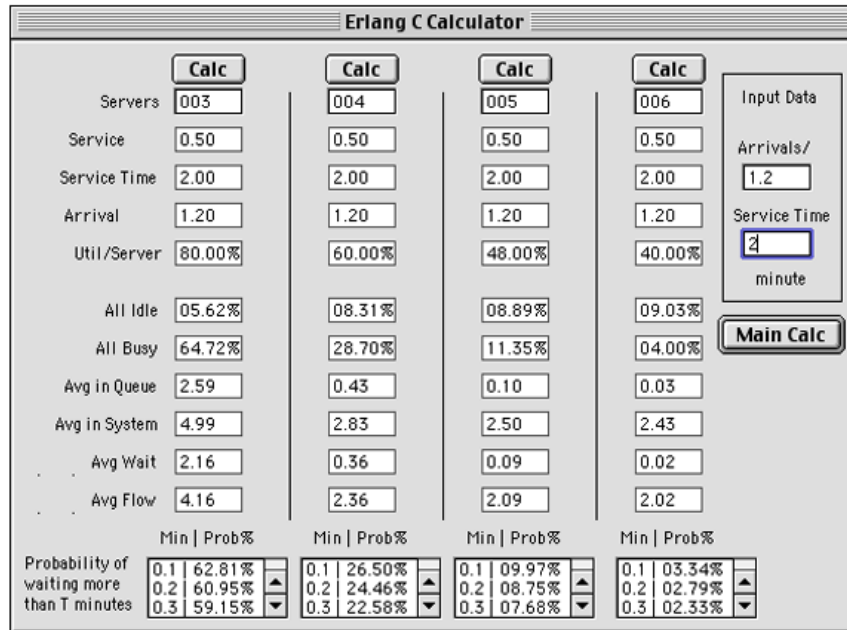 Erlang C Calculator
Calc Calc Calc Calc
Servers 003 004 005 006 Input Data
Service 0.50 0.50 0.50 0.50 Arrivals/
Service Time 2.00 2.00 2.00 2.00 1.2
Arrival 1.20 1.20 1.20 1.20 Service Time
Util/Server 80.00% 60.00% 48.00% 40.00% 2
minute
All Idle 05.62% 08.31% 08.89% 09.03%
All Busy 64.72% 28.70% 11.35% 04.00% Main Calc
Avg in Queue 2.59 0.43 0.10 0.03
Avg in System 4.99 2.83 2.50 2.43
Avg Wait 2.16 0.36 0.09 0.02
Avg Flow 4.16 2.36 2.09 2.02
Min | Prob% Min | Prob% Min | Prob% Min | Prob%
Probability of 0.1 | 62.81% 0.1 | 26.50% 0.1 | 09.97% 0.1 | 03.34%
waiting more 0.2 | 60.95% 0.2 | 24.46% 0.2 | 08.75% 0.2 | 02.79%
than T minutes 0.3 | 59.15% 0.3 | 22.58% 0.3 | 07.68% 0.3 | 02.33%